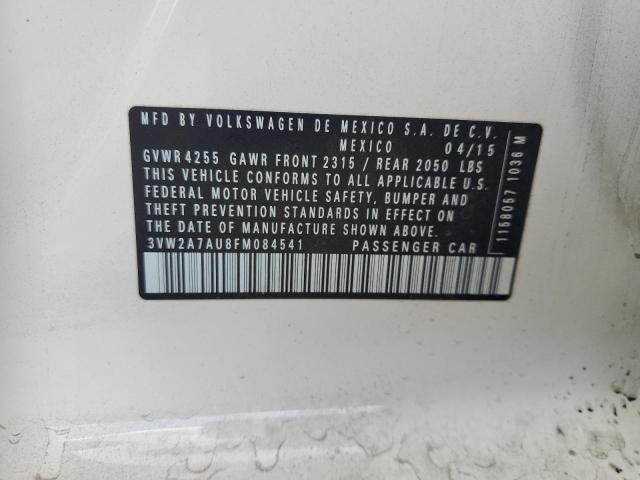 MFD BY VOLKSWAGEN DE MEXICO S.A. DE C.V.
MEXICO 04/15
GVWR 4255 GAWR FRONT 2315 / REAR 2050 LBS
THIS VEHICLE CONFORMS TO ALL APPLICABLE U.S.
FEDERAL MOTOR VEHICLE SAFETY, BUMPER AND
THEFT PREVENTION STANDARDS IN EFFECT ON
THE DATE OF MANUFACTURE SHOWN ABOVE.
3VW2A7AU8FM084541 PASSENGER CAR
1158057 1036 M